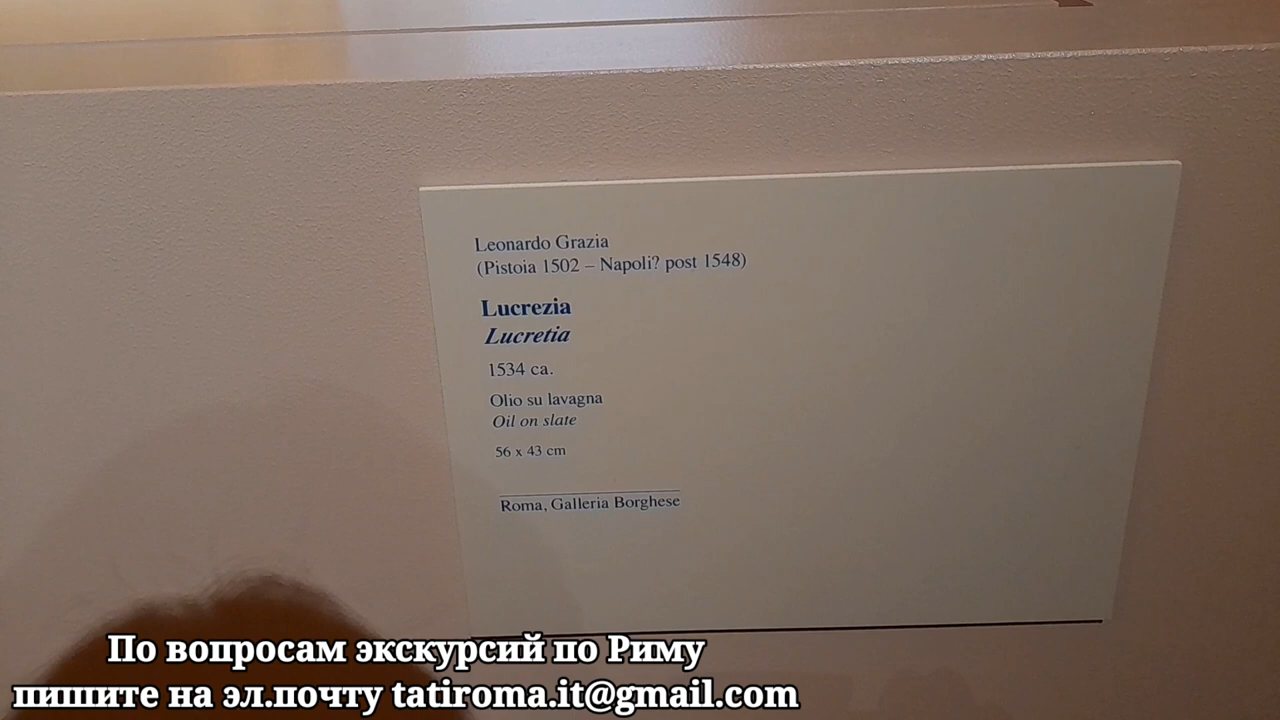 Leonardo Grazia
(Pistoia 1502 – Napoli? post 1548)
Lucrezia
Lucretia
1534 ca.
Olio su lavagna
Oil on slate
56 x 43 cm
Roma, Galleria Borghese
По вопросам экскурсий по Риму
пишите на эл.почту tatiroma.it@gmail.com